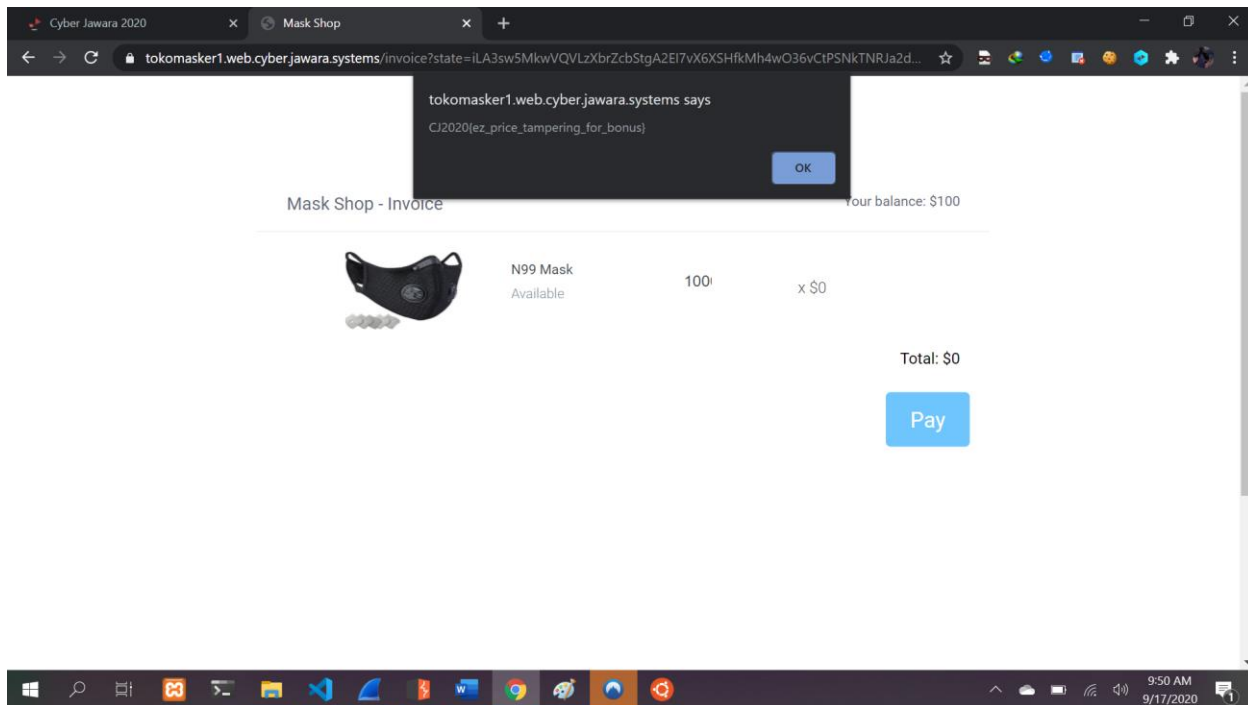 Cyber Jawara 2020
Mask Shop
tokomasker1.web.cyber.jawara.systems/invoice?state=iLA3sw5MkwVQVLzXbrZcbStgA2EI7vX6XSHfkMh4wO36vCtPSNkTNRJa2d...
tokomasker1.web.cyber.jawara.systems says
CJ2020{ez_price_tampering_for_bonus}
OK
Mask Shop - Invoice
Your balance: $100
N99 Mask
Available
100
x $0
Total: $0
Pay
9:50 AM
9/17/2020